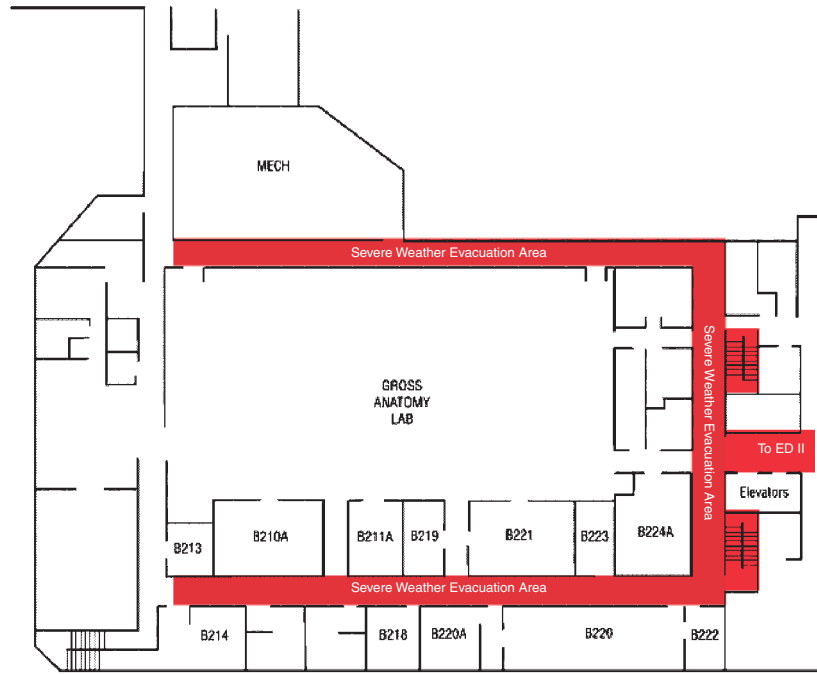 MECH
Severe Weather Evacuation Area
Severe Weather Evacuation Area
GROSS
ANATOMY
LAB
To ED II
Elevators
B213
B210A
B211A
B219
B221
B223
B224A
Severe Weather Evacuation Area
B214
B218
B220A
B220
B222